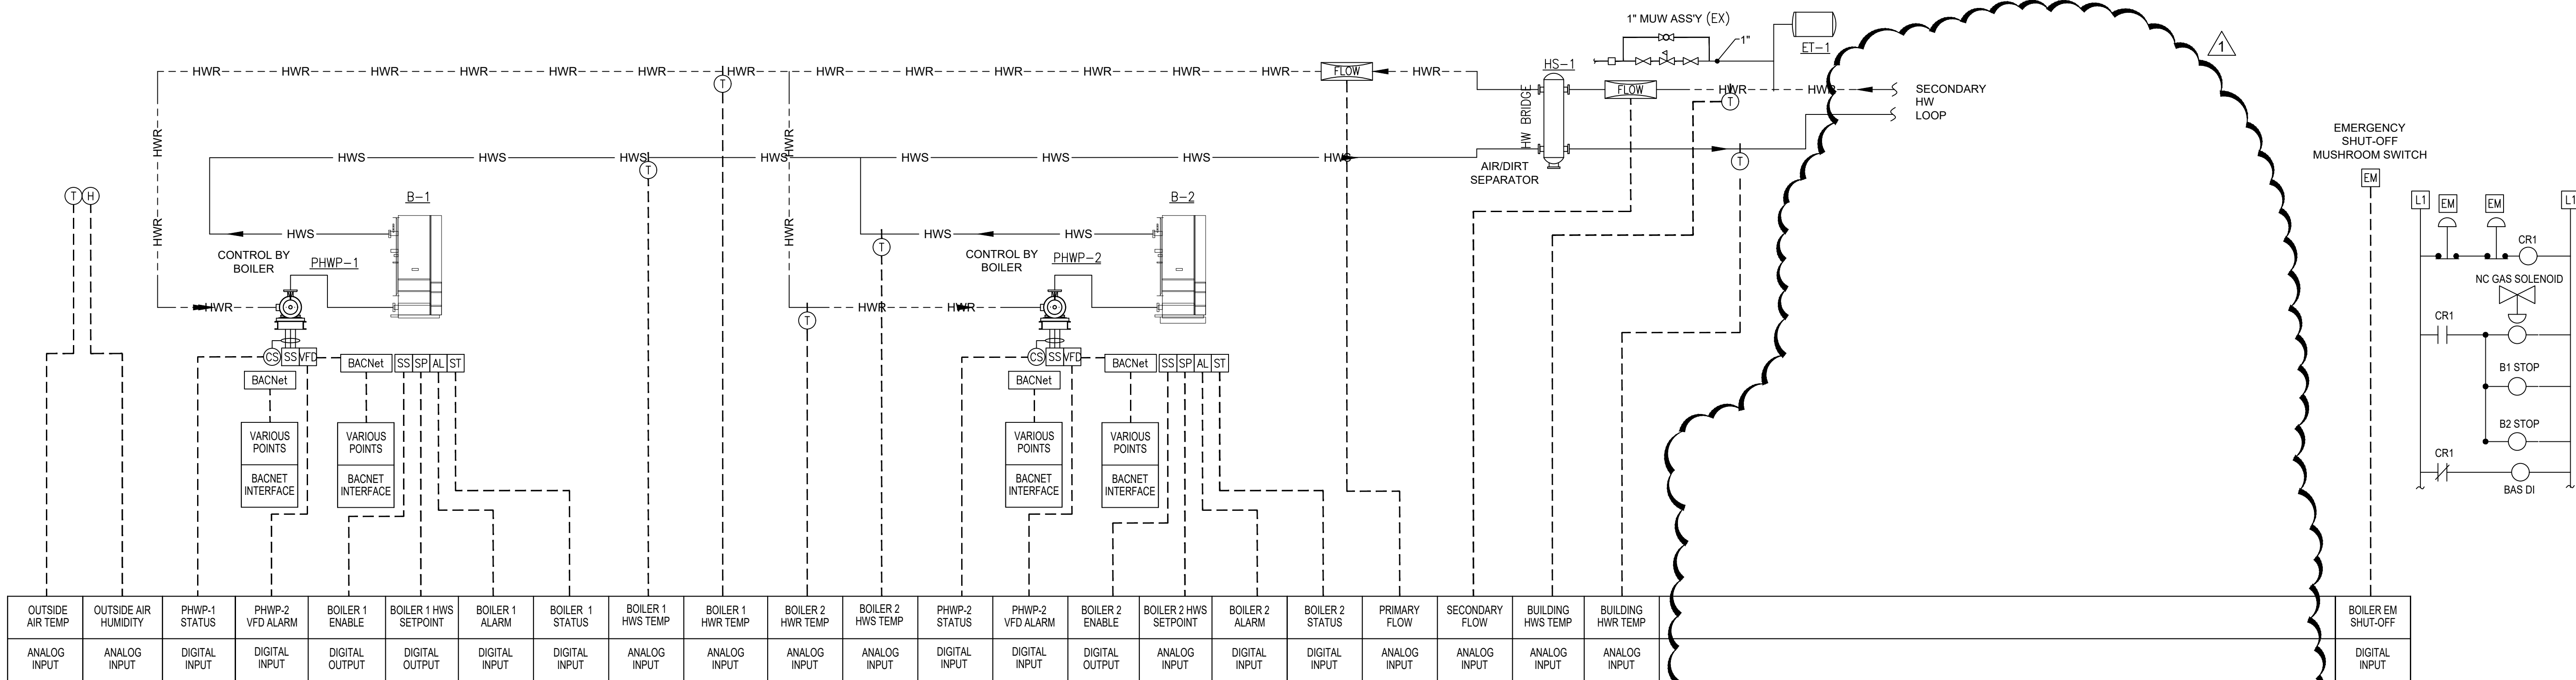 1" MUW ASS'Y (EX)
1"
ET-1
1
HWR HWR HWR HWR HWR HWR HWR HWR HWR HWR HWR HWR HWR FLOW HWR
HS-1
FLOW HWR HWR
SECONDARY
HW
LOOP
T
T
HW BRIDGE
HWR
HWR
HWS HWS HWS HWS HWS HWS HWS HWS
T
T
AIR/DIRT
SEPARATOR
EMERGENCY
SHUT-OFF
MUSHROOM SWITCH
EM
T H
B-1
B-2
HWR
HWS
HWR
HWS HWS
T
CONTROL BY
BOILER
PHWP-1
CONTROL BY
BOILER
PHWP-2
HWR
T
HWR HWR
CS SS VFD
BACNet
BACNet
SS SP AL ST
CS SS VFD
BACNet
BACNet
SS SP AL ST
VARIOUS
POINTS
BACNET
INTERFACE
VARIOUS
POINTS
BACNET
INTERFACE
VARIOUS
POINTS
BACNET
INTERFACE
VARIOUS
POINTS
BACNET
INTERFACE
L1 EM EM L1
CR1
NC GAS SOLENOID
CR1
B1 STOP
B2 STOP
CR1
BAS DI
OUTSIDE
AIR TEMP
ANALOG
INPUT
OUTSIDE AIR
HUMIDITY
ANALOG
INPUT
PHWP-1
STATUS
DIGITAL
INPUT
PHWP-2
VFD ALARM
DIGITAL
INPUT
BOILER 1
ENABLE
DIGITAL
OUTPUT
BOILER 1 HWS
SETPOINT
DIGITAL
OUTPUT
BOILER 1
ALARM
DIGITAL
INPUT
BOILER 1
STATUS
DIGITAL
INPUT
BOILER 1
HWS TEMP
ANALOG
INPUT
BOILER 1
HWR TEMP
ANALOG
INPUT
BOILER 2
HWR TEMP
ANALOG
INPUT
BOILER 2
HWS TEMP
ANALOG
INPUT
PHWP-2
STATUS
DIGITAL
INPUT
PHWP-2
VFD ALARM
DIGITAL
INPUT
BOILER 2
ENABLE
DIGITAL
OUTPUT
BOILER 2 HWS
SETPOINT
ANALOG
INPUT
BOILER 2
ALARM
DIGITAL
INPUT
BOILER 2
STATUS
DIGITAL
INPUT
PRIMARY
FLOW
ANALOG
INPUT
SECONDARY
FLOW
ANALOG
INPUT
BUILDING
HWS TEMP
ANALOG
INPUT
BUILDING
HWR TEMP
ANALOG
INPUT
BOILER EM
SHUT-OFF
DIGITAL
INPUT